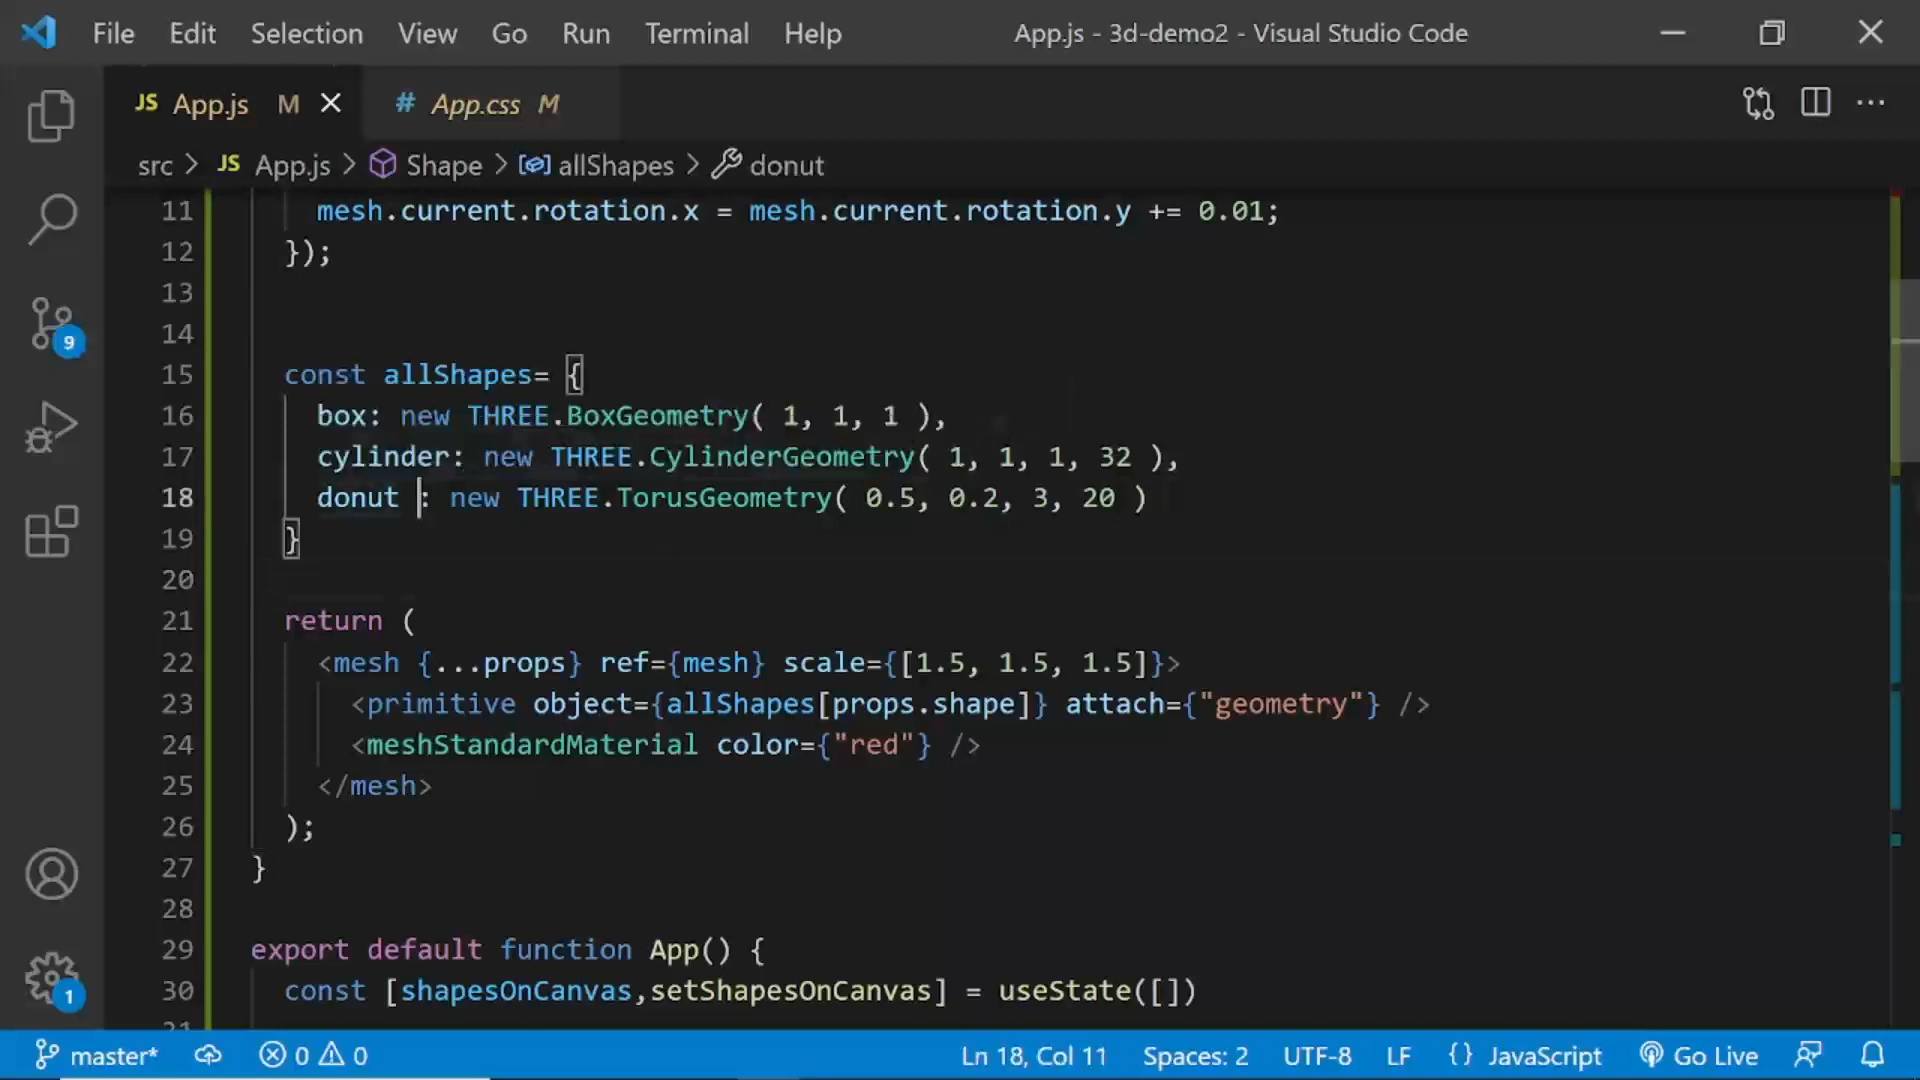 File Edit Selection View Go Run Terminal Help App.js - 3d-demo2 - Visual Studio Code
JS App.js M # App.css M
src > JS App.js > Shape > allShapes > donut
11 mesh.current.rotation.x = mesh.current.rotation.y += 0.01;
12 });
13
14
15 const allShapes= {
16 box: new THREE.BoxGeometry( 1, 1, 1 ),
17 cylinder: new THREE.CylinderGeometry( 1, 1, 1, 32 ),
18 donut : new THREE.TorusGeometry( 0.5, 0.2, 3, 20 )
19 }
20
21 return (
22 <mesh {...props} ref={mesh} scale={[1.5, 1.5, 1.5]}>
23 <primitive object={allShapes[props.shape]} attach={"geometry"} />
24 <meshStandardMaterial color={"red"} />
25 </mesh>
26 );
27 }
28
29 export default function App() {
30 const [shapesOnCanvas,setShapesOnCanvas] = useState([])
31
9
1
master* 0 0 Ln 18, Col 11 Spaces: 2 UTF-8 LF {} JavaScript Go Live